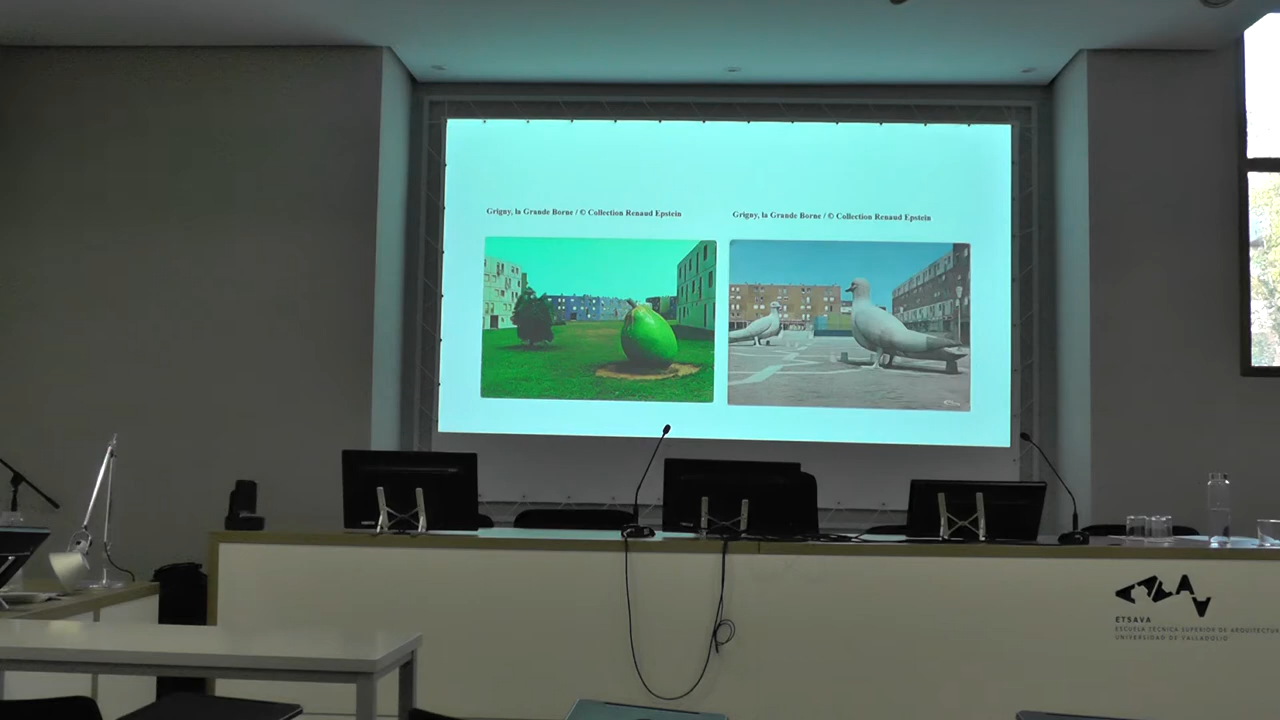 Grigny, la Grande Borne / © Collection Renaud Epstein
Grigny, la Grande Borne / © Collection Renaud Epstein
ETSAVA
ESCUELA TÉCNICA SUPERIOR DE ARQUITECTURA
UNIVERSIDAD DE VALLADOLID